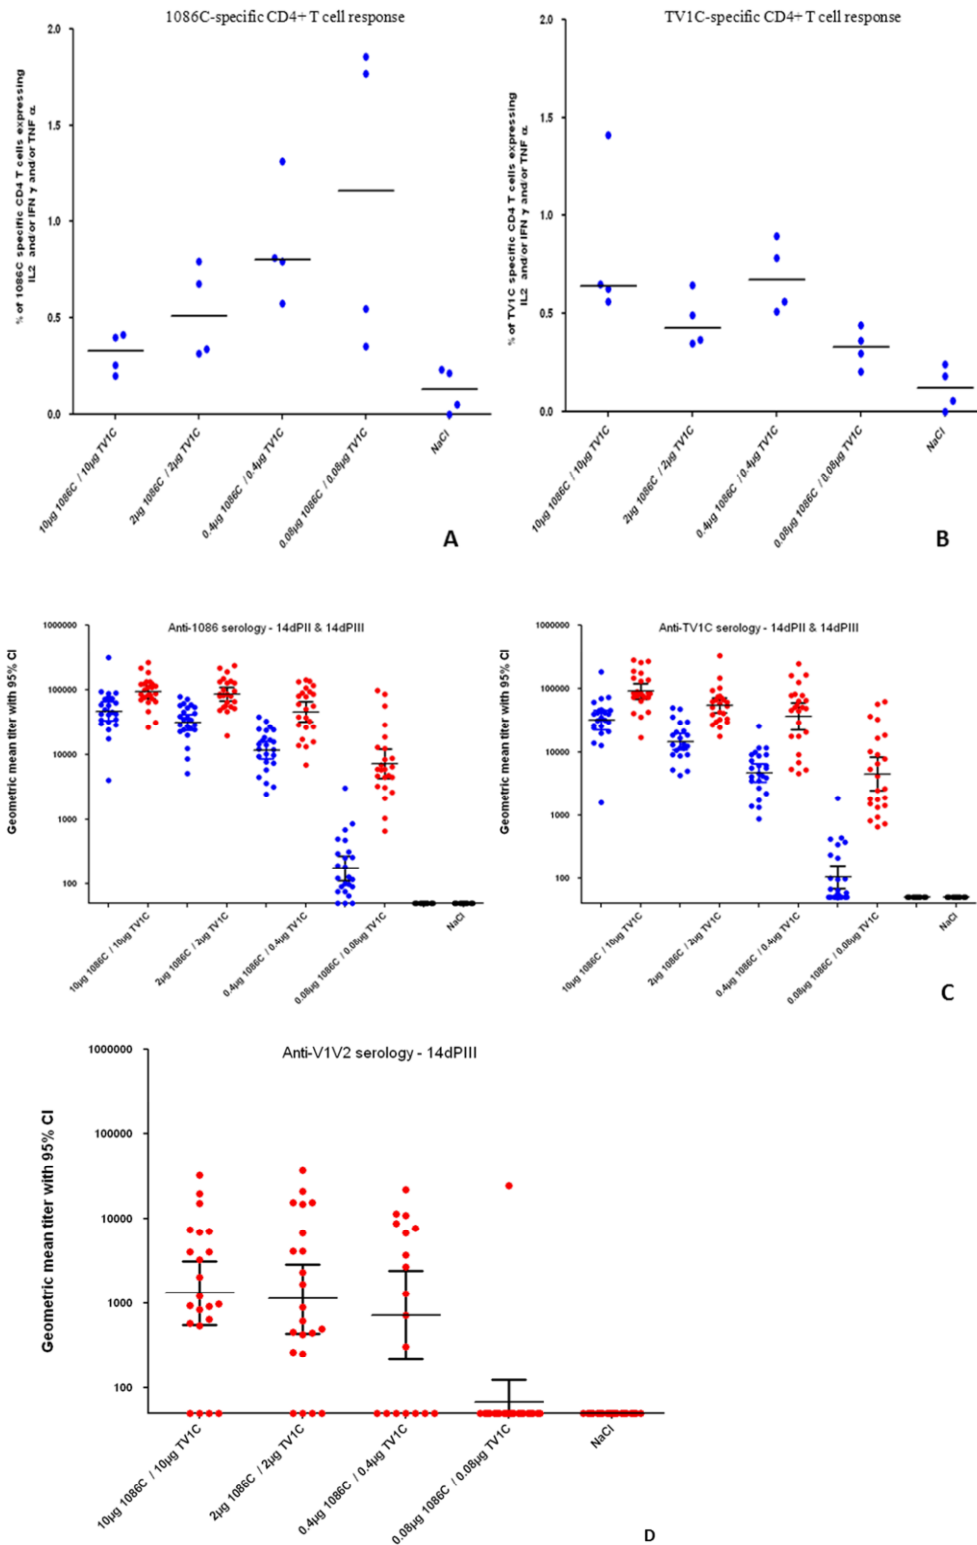 1086C-specific CD4+ T cell response
% of 1086C specific CD4 T cells expressing
IL2 and/or IFN γ and/or TNF α
2.0
1.5
1.0
0.5
0.0
10µg 1086C / 10µg TV1C
2µg 1086C / 2µg TV1C
0.4µg 1086C / 0.4µg TV1C
0.08µg 1086C / 0.08µg TV1C
NaCl
A
TV1C-specific CD4+ T cell response
% of TV1C specific CD4 T cells expressing
IL2 and/or IFN γ and/or TNF α
2.0
1.5
1.0
0.5
0.0
10µg 1086C / 10µg TV1C
2µg 1086C / 2µg TV1C
0.4µg 1086C / 0.4µg TV1C
0.08µg 1086C / 0.08µg TV1C
NaCl
B
Anti-1086 serology - 14dPII & 14dPIII
Geometric mean titer with 95% CI
1000000
100000
10000
1000
100
10µg 1086C / 10µg TV1C
2µg 1086C / 2µg TV1C
0.4µg 1086C / 0.4µg TV1C
0.08µg 1086C / 0.08µg TV1C
NaCl
Anti-TV1C serology - 14dPII & 14dPIII
Geometric mean titer with 95% CI
1000000
100000
10000
1000
100
10µg 1086C / 10µg TV1C
2µg 1086C / 2µg TV1C
0.4µg 1086C / 0.4µg TV1C
0.08µg 1086C / 0.08µg TV1C
NaCl
C
Anti-V1V2 serology - 14dPIII
Geometric mean titer with 95% CI
1000000
100000
10000
1000
100
10µg 1086C / 10µg TV1C
2µg 1086C / 2µg TV1C
0.4µg 1086C / 0.4µg TV1C
0.08µg 1086C / 0.08µg TV1C
NaCl
D